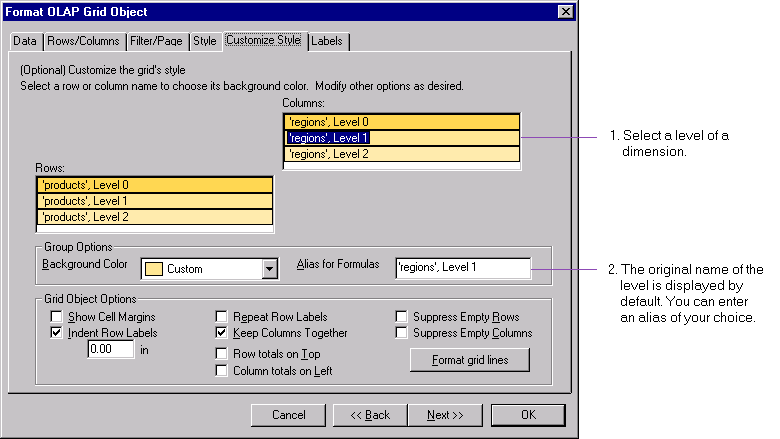 Format OLAP Grid Object
Data Rows/Columns Filter/Page Style Customize Style Labels
(Optional) Customize the grid's style
Select a row or column name to choose its background color. Modify other options as desired.
Columns:
'regions', Level 0
'regions', Level 1
'regions', Level 2
1. Select a level of a
dimension.
Rows:
'products', Level 0
'products', Level 1
'products', Level 2
Group Options
Background Color Custom Alias for Formulas 'regions', Level 1
2. The original name of the
level is displayed by
default. You can enter
an alias of your choice.
Grid Object Options
Show Cell Margins Repeat Row Labels Suppress Empty Rows
Indent Row Labels Keep Columns Together Suppress Empty Columns
0.00 in Row totals on Top Format grid lines
Column totals on Left
Cancel << Back Next >> OK